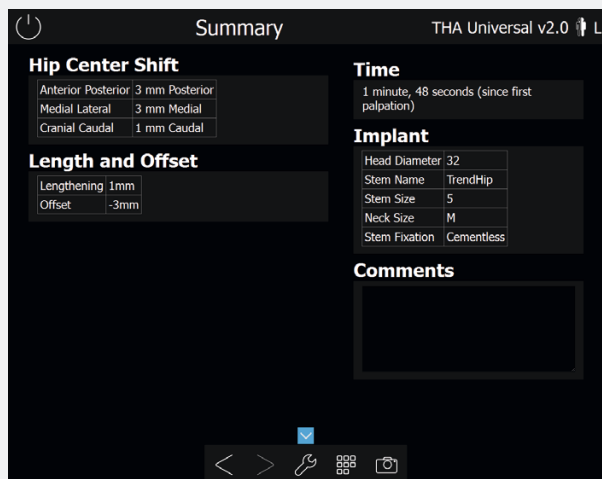 Summary
THA Universal v2.0 L
Hip Center Shift
Anterior Posterior 3 mm Posterior
Medial Lateral 3 mm Medial
Cranial Caudal 1 mm Caudal
Length and Offset
Lengthening 1mm
Offset -3mm
Time
1 minute, 48 seconds (since first
palpation)
Implant
Head Diameter 32
Stem Name TrendHip
Stem Size 5
Neck Size M
Stem Fixation Cementless
Comments